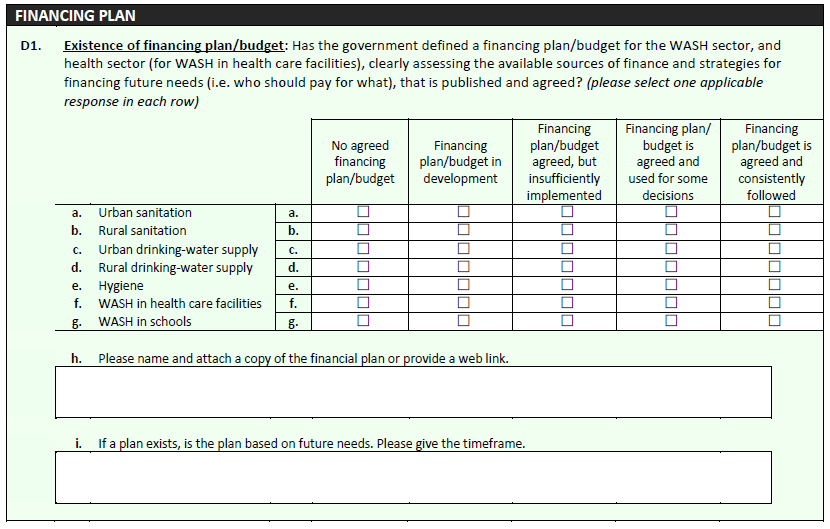 FINANCING PLAN
D1. Existence of financing plan/budget: Has the government defined a financing plan/budget for the WASH sector, and
health sector (for WASH in health care facilities), clearly assessing the available sources of finance and strategies for
financing future needs (i.e. who should pay for what), that is published and agreed? (please select one applicable
response in each row)
No agreed
financing
plan/budget
Financing
plan/budget in
development
Financing
plan/budget
agreed, but
insufficiently
implemented
Financing plan/
budget is
agreed and
used for some
decisions
Financing
plan/budget is
agreed and
consistently
followed
a. Urban sanitation a. ☐ ☐ ☐ ☐ ☐
b. Rural sanitation b. ☐ ☐ ☐ ☐ ☐
c. Urban drinking-water supply c. ☐ ☐ ☐ ☐ ☐
d. Rural drinking-water supply d. ☐ ☐ ☐ ☐ ☐
e. Hygiene e. ☐ ☐ ☐ ☐ ☐
f. WASH in health care facilities f. ☐ ☐ ☐ ☐ ☐
g. WASH in schools g. ☐ ☐ ☐ ☐ ☐
h. Please name and attach a copy of the financial plan or provide a web link.
i. If a plan exists, is the plan based on future needs. Please give the timeframe.